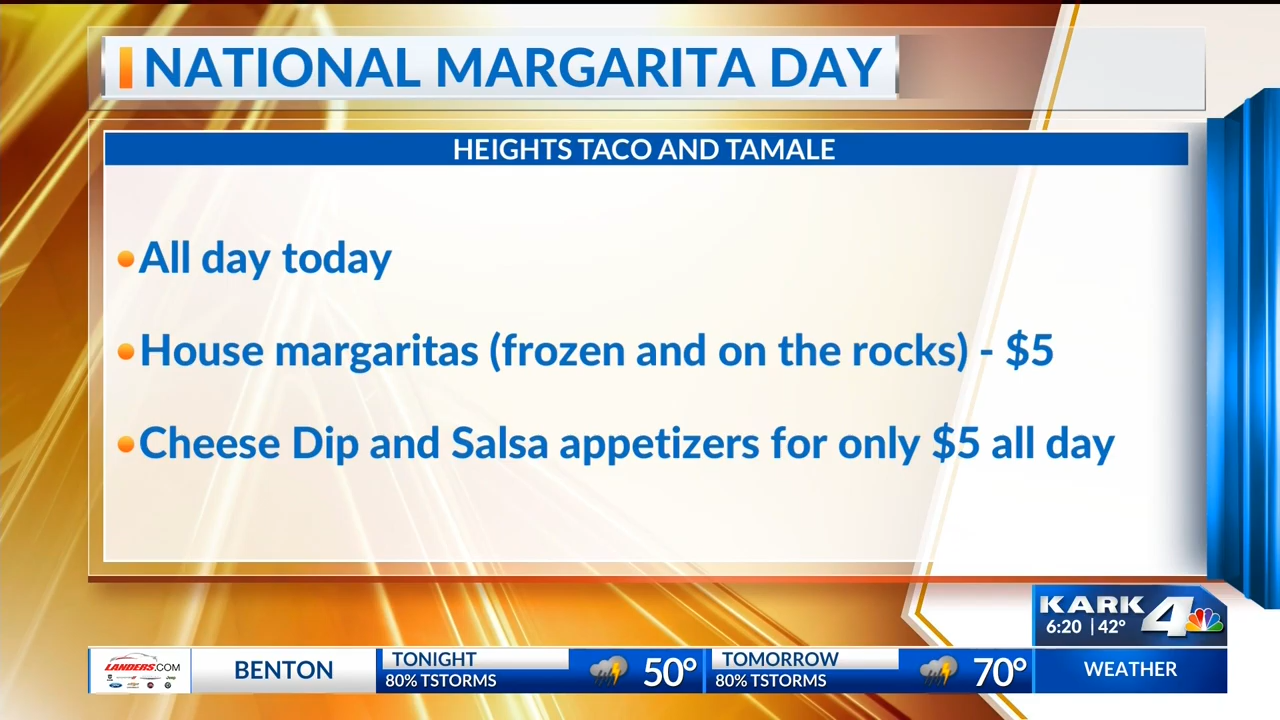 NATIONAL MARGARITA DAY
HEIGHTS TACO AND TAMALE
•All day today
•House margaritas (frozen and on the rocks) - $5
•Cheese Dip and Salsa appetizers for only $5 all day
KARK 4
6:20 | 42°
LANDERS.COM
BENTON
TONIGHT
80% TSTORMS
50°
TOMORROW
80% TSTORMS
70°
WEATHER